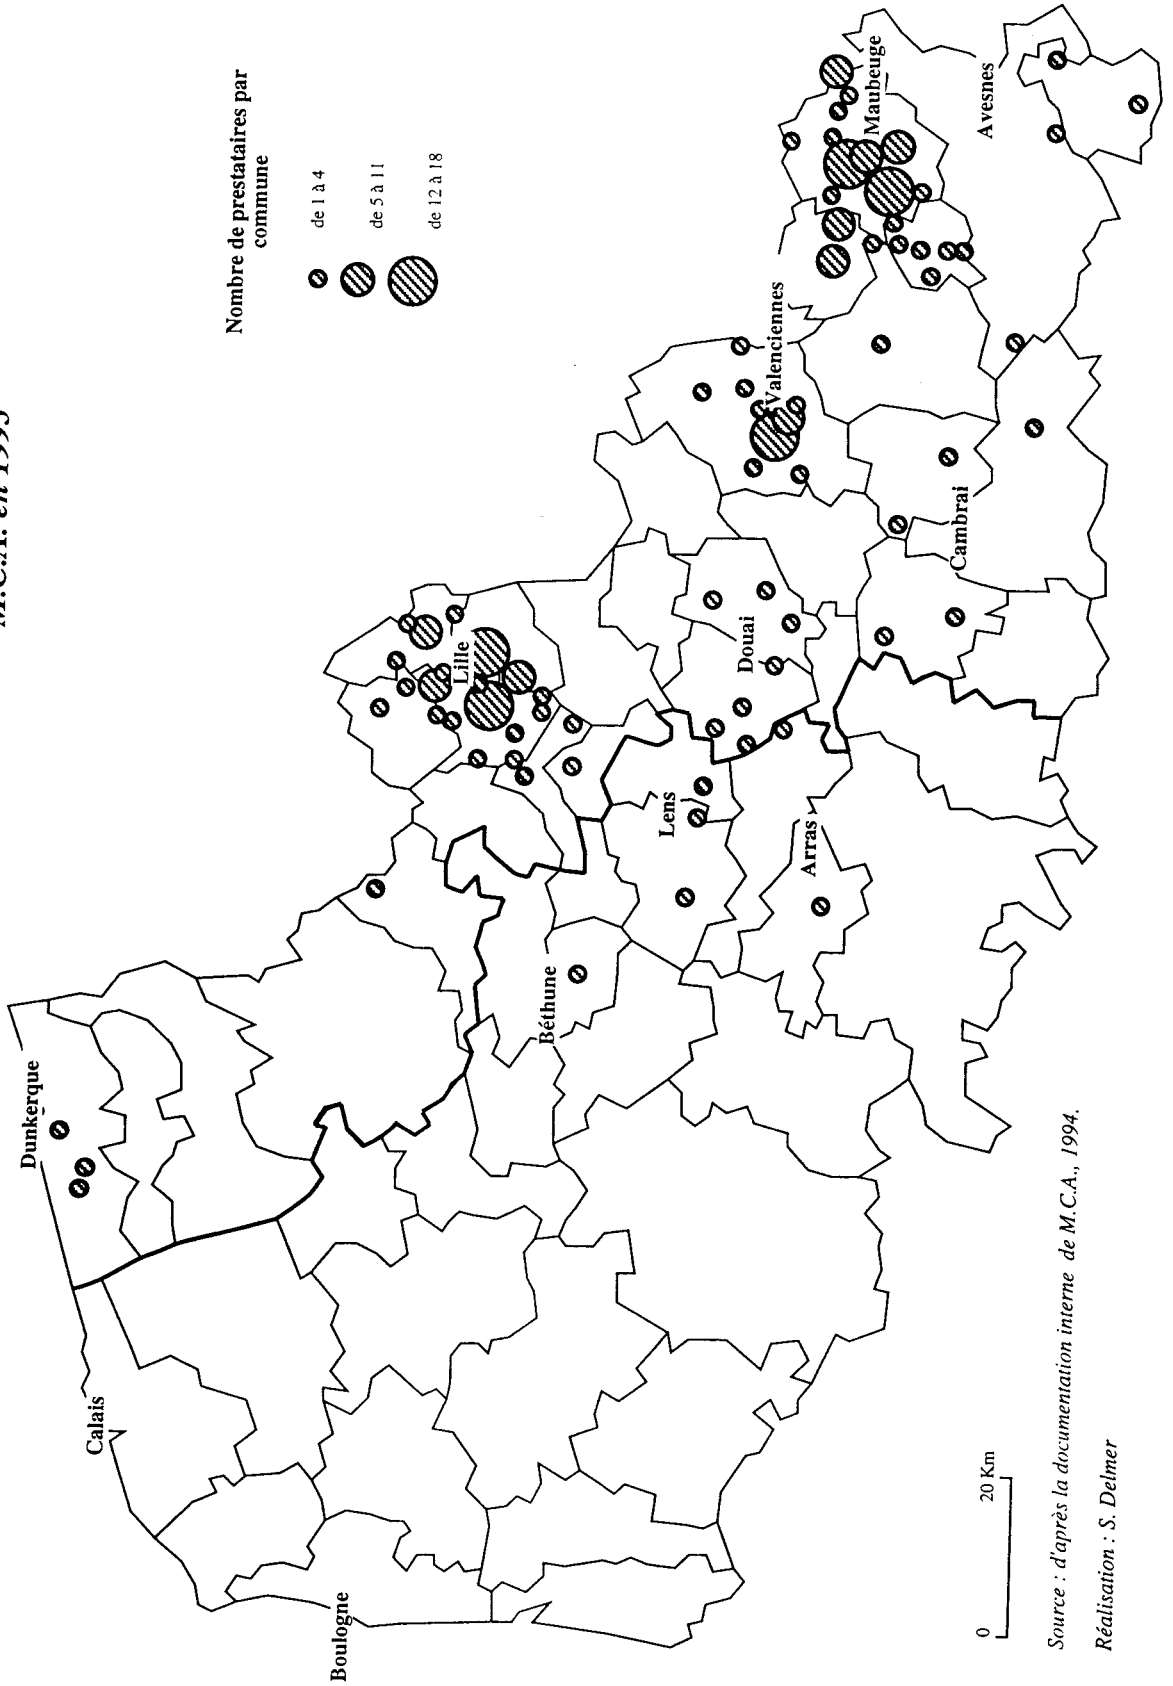 M.C.A. en 1993
Nombre de prestataires par
commune
de 1 à 4
de 5 à 11
de 12 à 18
Dunkerque
Calais
Boulogne
Lille
Béthune
Lens
Douai
Arras
Valenciennes
Cambrai
Maubeuge
Avesnes
0
20 Km
Source : d'après la documentation interne de M.C.A., 1994.
Réalisation : S. Delmer